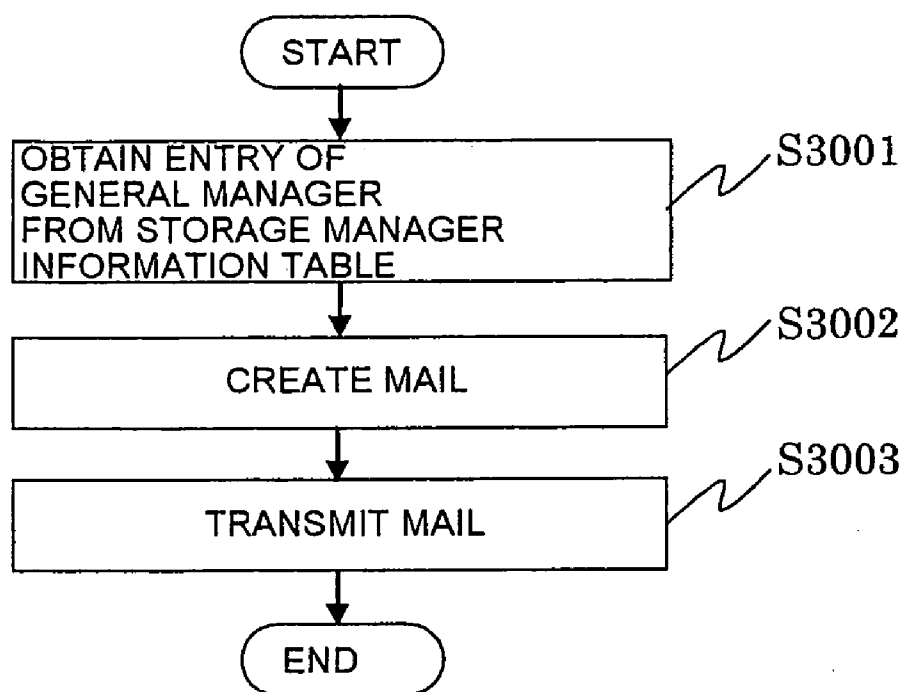 START
OBTAIN ENTRY OF
GENERAL MANAGER
FROM STORAGE MANAGER
INFORMATION TABLE
S3001
CREATE MAIL
S3002
TRANSMIT MAIL
S3003
END